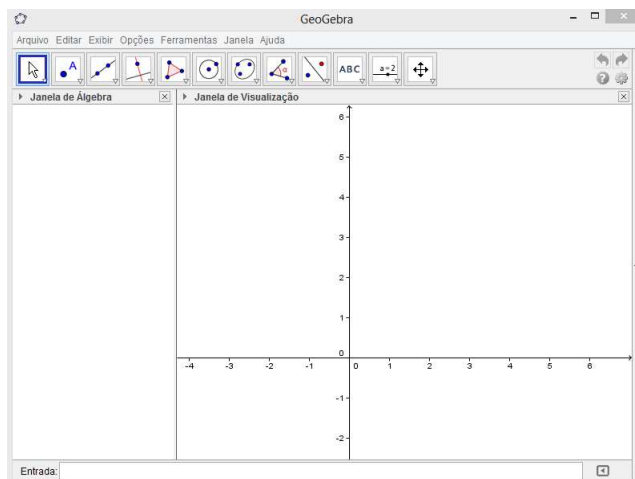 GeoGebra
Arquivo Editar Exibir Opções Ferramentas Janela Ajuda
A ABC a=2
Janela de Álgebra Janela de Visualização
6
5
4
3
2
1
0
-4 -3 -2 -1 0 1 2 3 4 5 6
-1
-2
Entrada: